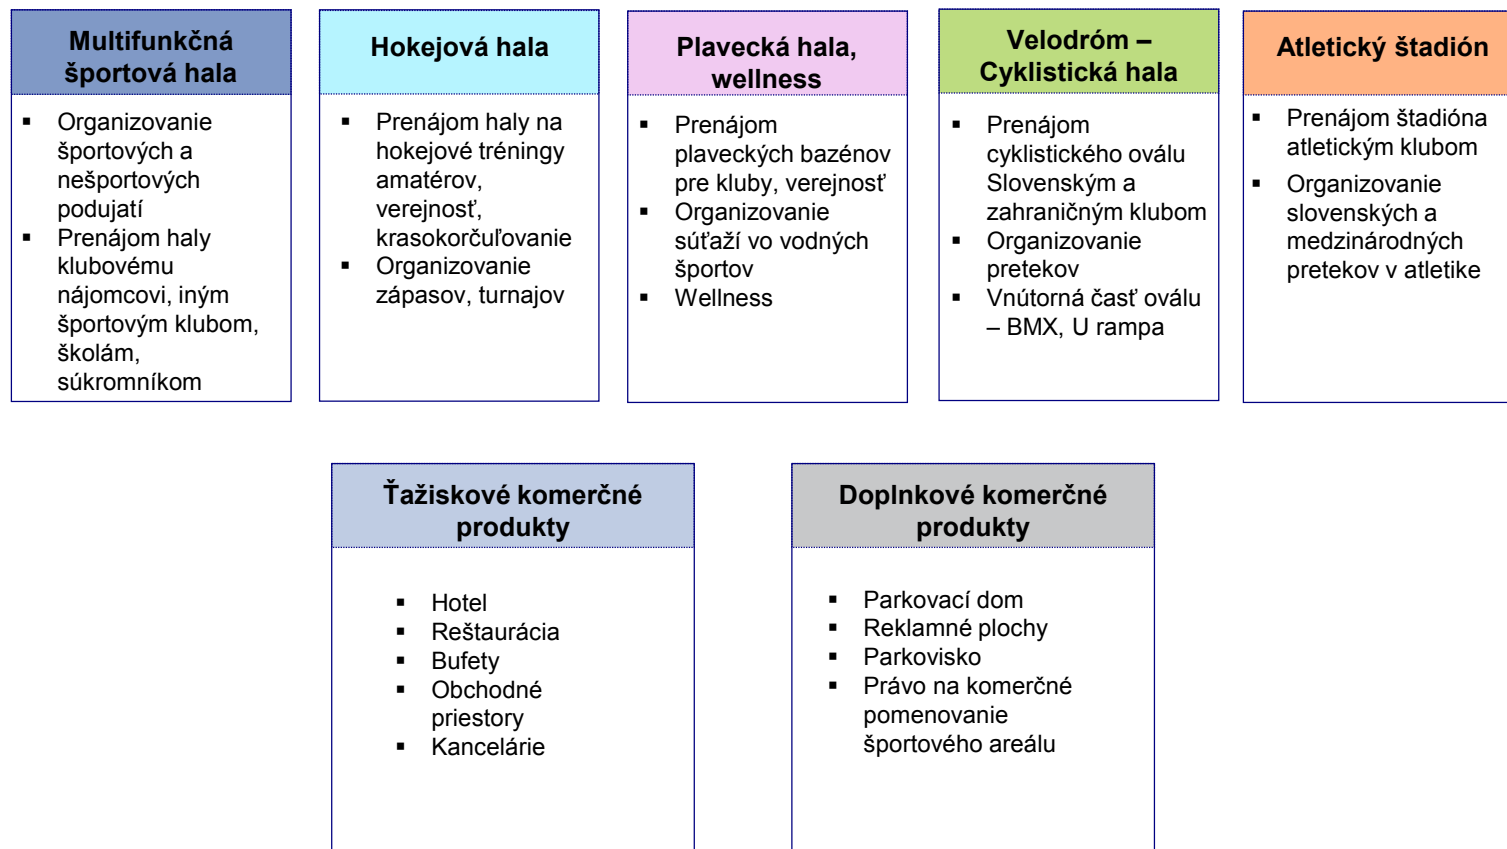 Multifunkčná
športová hala
▪ Organizovanie
športových a
nešportových
podujatí
▪ Prenájom haly
klubovému
nájomcovi, iným
športovým klubom,
školám,
súkromníkom
Hokejová hala
▪ Prenájom haly na
hokejové tréningy
amatérov,
verejnosť,
krasokorčuľovanie
▪ Organizovanie
zápasov, turnajov
Plavecká hala,
wellness
▪ Prenájom
plaveckých bazénov
pre kluby, verejnosť
▪ Organizovanie
súťaží vo vodných
športov
▪ Wellness
Velodróm –
Cyklistická hala
▪ Prenájom
cyklistického oválu
Slovenským a
zahraničným klubom
▪ Organizovanie
pretekov
▪ Vnútorná časť oválu
– BMX, U rampa
Atletický štadión
▪ Prenájom štadióna
atletickým klubom
▪ Organizovanie
slovenských a
medzinárodných
pretekov v atletike
Ťažiskové komerčné
produkty
▪ Hotel
▪ Reštaurácia
▪ Bufety
▪ Obchodné
priestory
▪ Kancelárie
Doplnkové komerčné
produkty
▪ Parkovací dom
▪ Reklamné plochy
▪ Parkovisko
▪ Právo na komerčné
pomenovanie
športového areálu